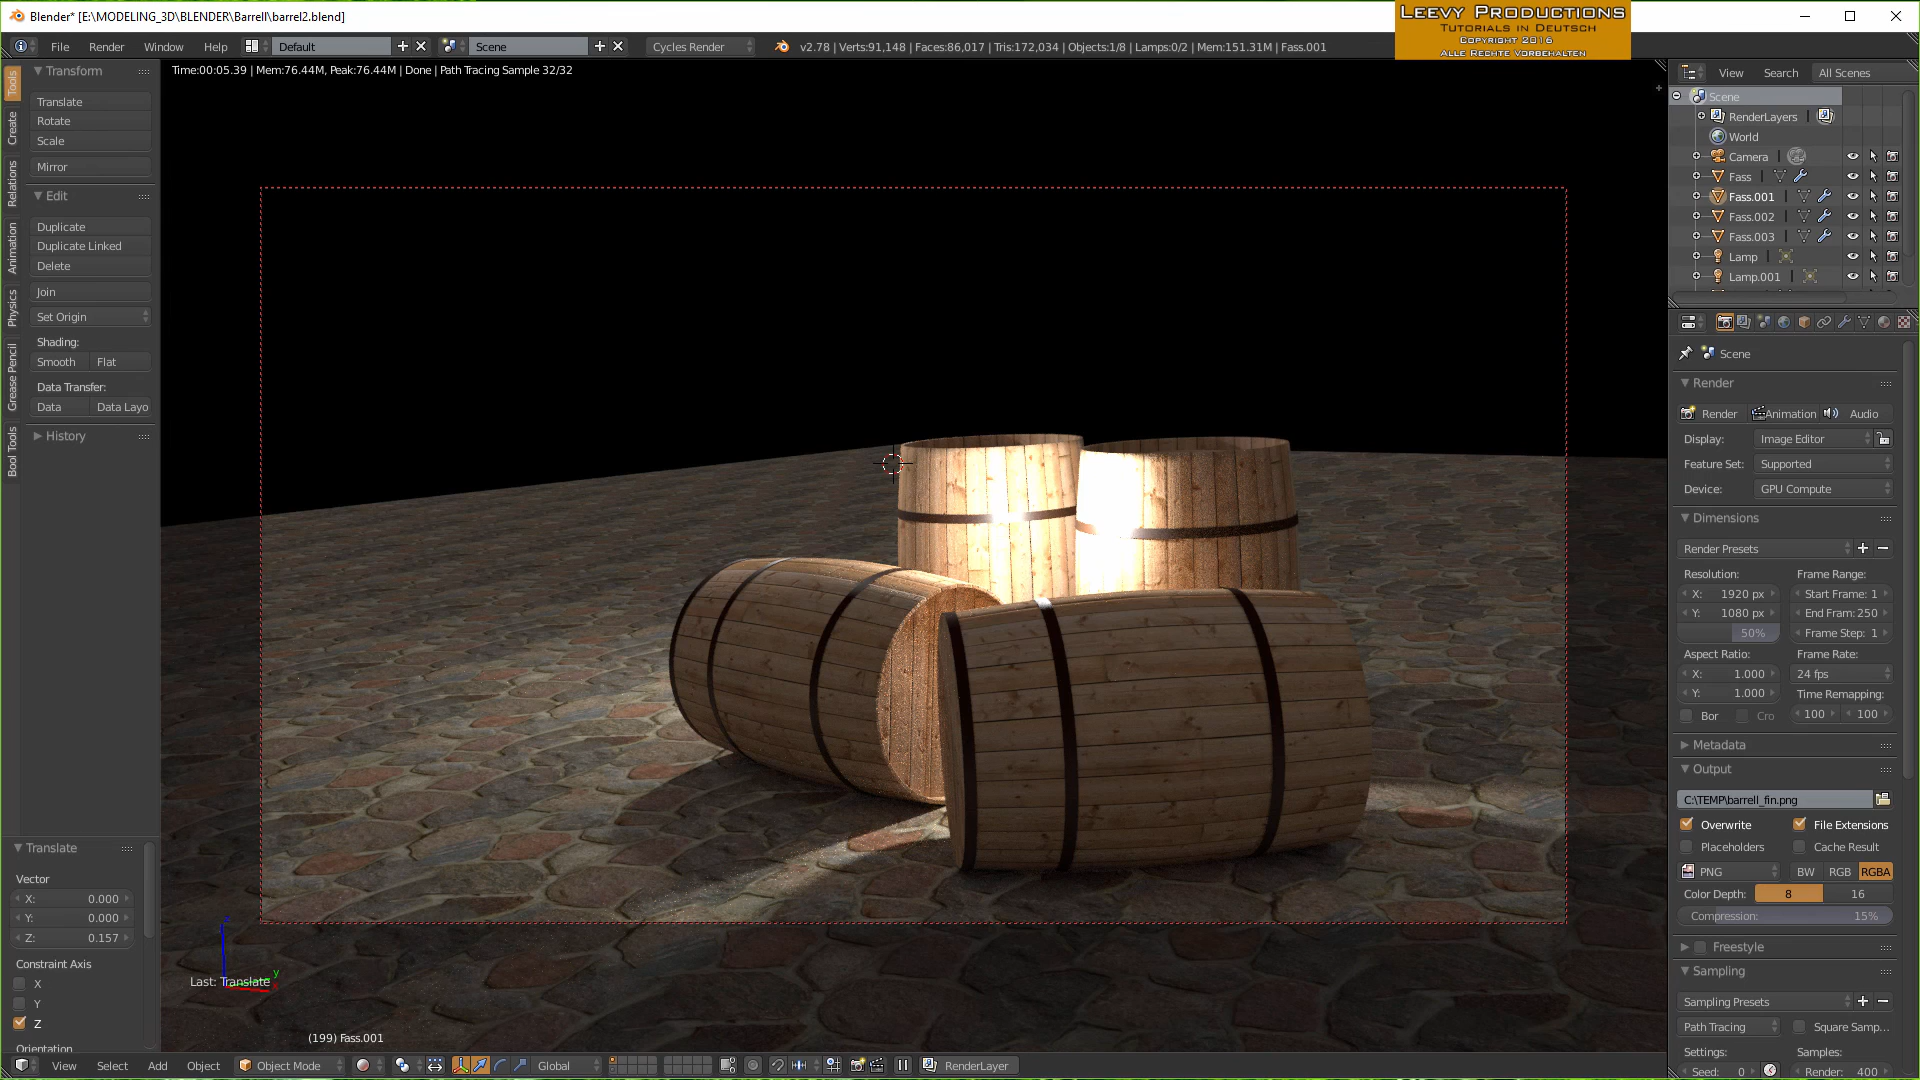 Blender* [E:\MODELING_3D\BLENDER\Barrell\barrel2.blend]
LEEVY PRODUCTIONS
TUTORIALS IN DEUTSCH
COPYRIGHT 2016
ALLE RECHTE VORBEHALTEN
File Render Window Help Default Scene Cycles Render v2.78 | Verts:91,148 | Faces:86,017 | Tris:172,034 | Objects:1/8 | Lamps:0/2 | Mem:151.31M | Fass.001
Time:00:05.39 | Mem:76.44M, Peak:76.44M | Done | Path Tracing Sample 32/32
Tools
Create
Relations
Animation
Physics
Grease Pencil
Bool Tools
Transform
Translate
Rotate
Scale
Mirror
Edit
Duplicate
Duplicate Linked
Delete
Join
Set Origin
Shading:
Smooth Flat
Data Transfer:
Data Data Layo
History
Translate
Vector
X: 0.000
Y: 0.000
Z: 0.157
Constraint Axis
X
Y
Z
Orientation
z
y
x
Last: Translate
(199) Fass.001
View Select Add Object Object Mode Global RenderLayer
View Search All Scenes
Scene
RenderLayers |
World
Camera |
Fass |
Fass.001 |
Fass.002 |
Fass.003 |
Lamp |
Lamp.001 |
Scene
Render
Render Animation Audio
Display: Image Editor
Feature Set: Supported
Device: GPU Compute
Dimensions
Render Presets
Resolution: Frame Range:
X: 1920 px Start Frame: 1
Y: 1080 px End Fram: 250
50% Frame Step: 1
Aspect Ratio: Frame Rate:
X: 1.000 24 fps
Y: 1.000 Time Remapping:
Bor Cro 100 100
Metadata
Output
C:\TEMP\barrell_fin.png
Overwrite File Extensions
Placeholders Cache Result
PNG BW RGB RGBA
Color Depth: 8 16
Compression: 15%
Freestyle
Sampling
Sampling Presets
Path Tracing Square Samp...
Settings: Samples:
Seed: 0 Render: 400